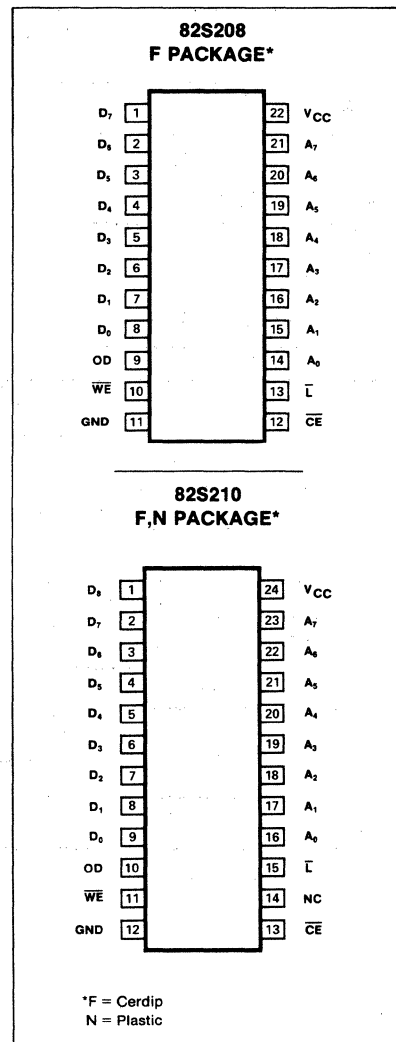 82S208
F PACKAGE*
D₇ 1 22 VCC
D₆ 2 21 A₇
D₅ 3 20 A₆
D₄ 4 19 A₅
D₃ 5 18 A₄
D₂ 6 17 A₃
D₁ 7 16 A₂
D₀ 8 15 A₁
OD 9 14 A₀
W̅E̅ 10 13 L̅
GND 11 12 C̅E̅
82S210
F,N PACKAGE*
D₈ 1 24 VCC
D₇ 2 23 A₇
D₆ 3 22 A₆
D₅ 4 21 A₅
D₄ 5 20 A₄
D₃ 6 19 A₃
D₂ 7 18 A₂
D₁ 8 17 A₁
D₀ 9 16 A₀
OD 10 15 L̅
W̅E̅ 11 14 NC
GND 12 13 C̅E̅
*F = Cerdip
N = Plastic